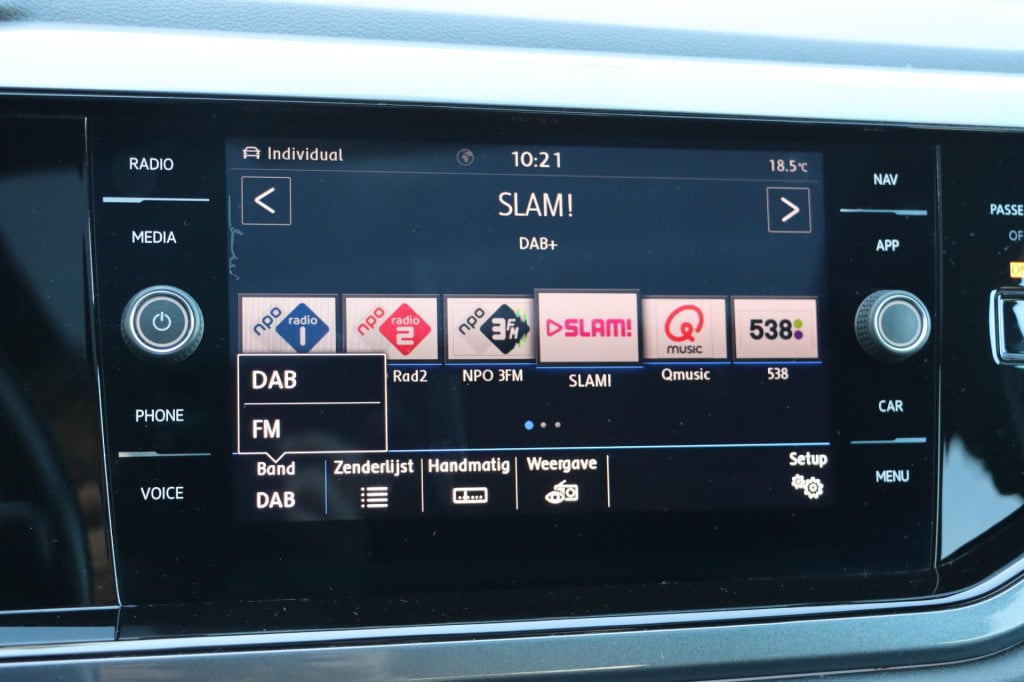 RADIO
MEDIA
PHONE
VOICE
Individual
10:21
18.5°C
<
SLAM!
>
DAB+
npo radio 1
npo radio 2
npo 3FM
SLAM!
Q MUSIC
538
Rad2
NPO 3FM
SLAM!
Qmusic
538
DAB
FM
Band
DAB
Zenderlijst
Handmatig
Weergave
Setup
NAV
APP
CAR
MENU
PASSE
OF